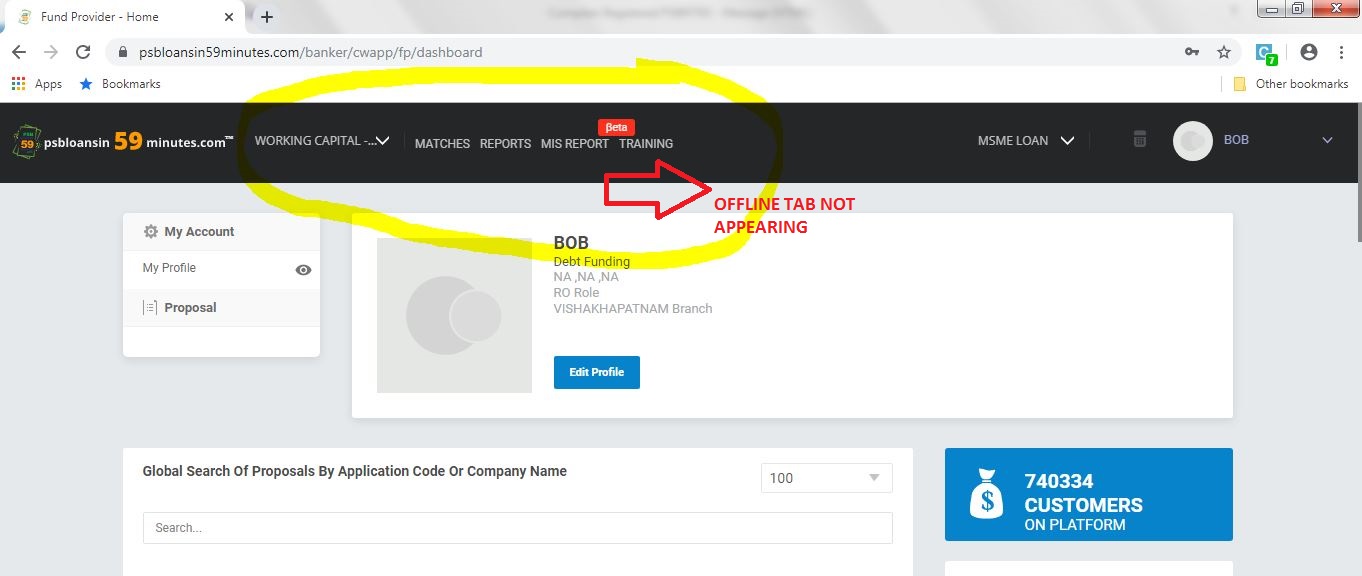 Fund Provider - Home
psbloansin59minutes.com/banker/cwapp/fp/dashboard
7
Apps
Bookmarks
Other bookmarks
PSB
59
psbloansin 59 minutes.com™
WORKING CAPITAL -...
MATCHES
REPORTS
MIS REPORT
βeta
TRAINING
MSME LOAN
BOB
OFFLINE TAB NOT
APPEARING
My Account
My Profile
Proposal
BOB
Debt Funding
NA ,NA ,NA
RO Role
VISHAKHAPATNAM Branch
Edit Profile
Global Search Of Proposals By Application Code Or Company Name
100
Search...
$
740334
CUSTOMERS
ON PLATFORM